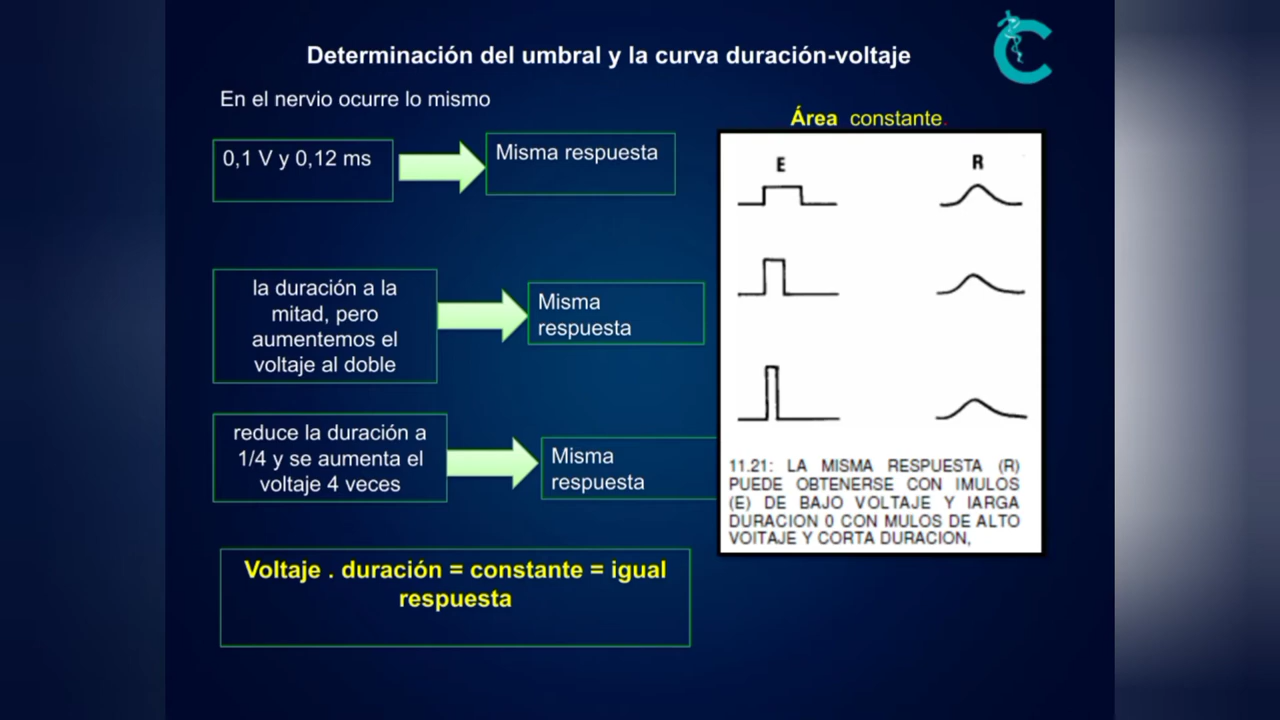 Determinación del umbral y la curva duración-voltaje
En el nervio ocurre lo mismo
Área constante.
0,1 V y 0,12 ms
Misma respuesta
la duración a la
mitad, pero
aumentemos el
voltaje al doble
Misma
respuesta
reduce la duración a
1/4 y se aumenta el
voltaje 4 veces
Misma
respuesta
Voltaje . duración = constante = igual
respuesta
E R
11.21: LA MISMA RESPUESTA (R)
PUEDE OBTENERSE CON IMULOS
(E) DE BAJO VOLTAJE Y IARGA
DURACION 0 CON MULOS DE ALTO
VOITAJE Y CORTA DURACION,